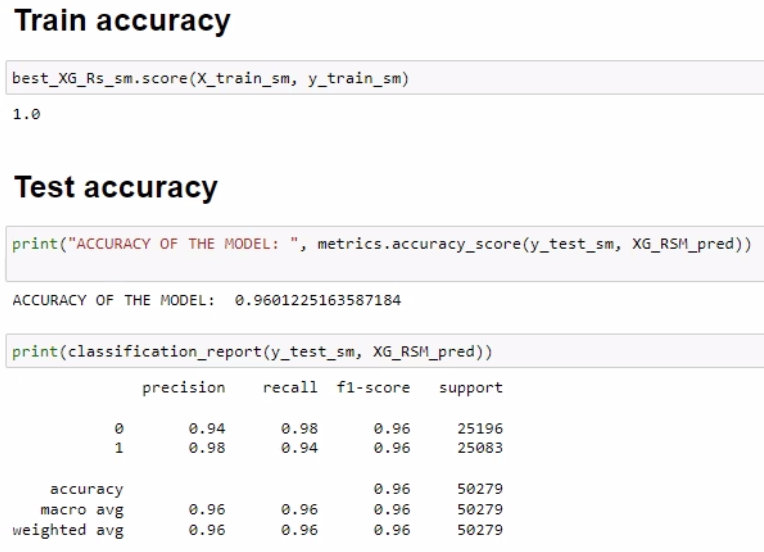 Train accuracy
best_XG_Rs_sm.score(X_train_sm, y_train_sm)
1.0
Test accuracy
print("ACCURACY OF THE MODEL: ", metrics.accuracy_score(y_test_sm, XG_RSM_pred))
ACCURACY OF THE MODEL:  0.9601225163587184
print(classification_report(y_test_sm, XG_RSM_pred))
precision recall f1-score support
0 0.94 0.98 0.96 25196
1 0.98 0.94 0.96 25083
accuracy 0.96 50279
macro avg 0.96 0.96 0.96 50279
weighted avg 0.96 0.96 0.96 50279